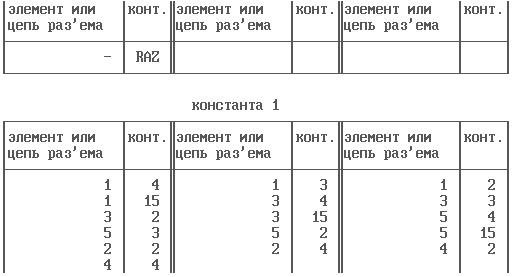 элемент или конт. элемент или конт. элемент или конт.
цепь раз'ема цепь раз'ема цепь раз'ема
- RAZ
константа 1
элемент или конт. элемент или конт. элемент или конт.
цепь раз'ема цепь раз'ема цепь раз'ема
1 4 1 3 1 2
1 15 3 4 3 3
3 2 3 15 5 4
5 3 5 2 5 15
2 2 2 4 4 2
4 4